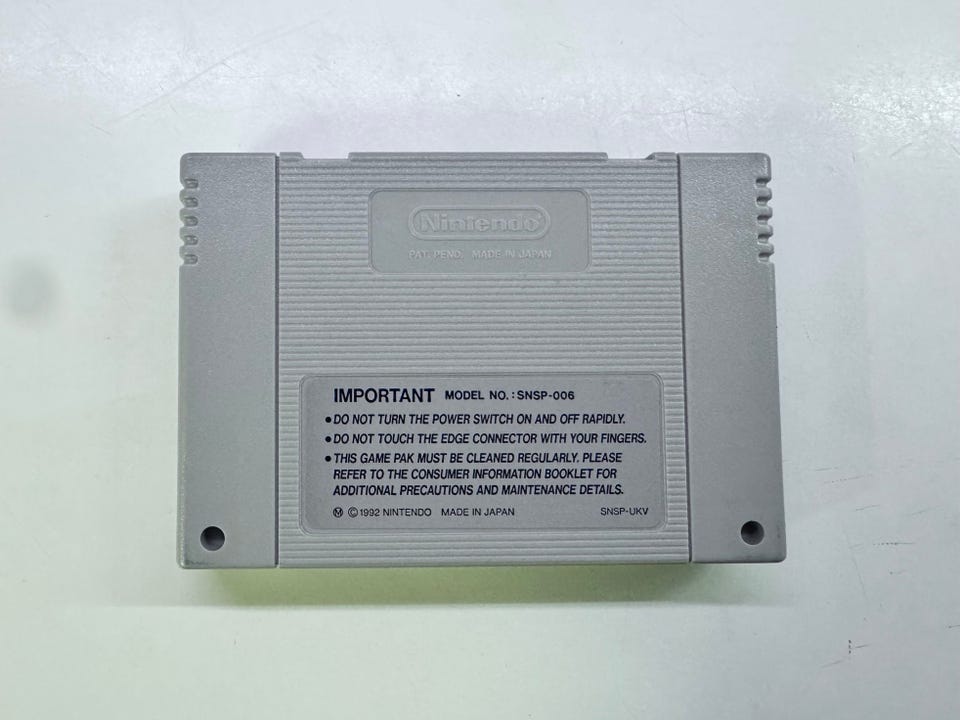 Nintendo®
PAT. PEND. MADE IN JAPAN
IMPORTANT MODEL NO.: SNSP-006
• DO NOT TURN THE POWER SWITCH ON AND OFF RAPIDLY.
• DO NOT TOUCH THE EDGE CONNECTOR WITH YOUR FINGERS.
• THIS GAME PAK MUST BE CLEANED REGULARLY. PLEASE
REFER TO THE CONSUMER INFORMATION BOOKLET FOR
ADDITIONAL PRECAUTIONS AND MAINTENANCE DETAILS.
Ⓜ ©1992 NINTENDO MADE IN JAPAN SNSP-UKV